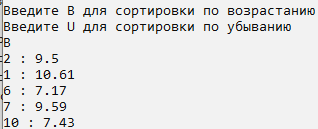 Введите В для сортировки по возрастанию
Введите U для сортировки по убыванию
В
2 : 9.5
1 : 10.61
6 : 7.17
7 : 9.59
10 : 7.43